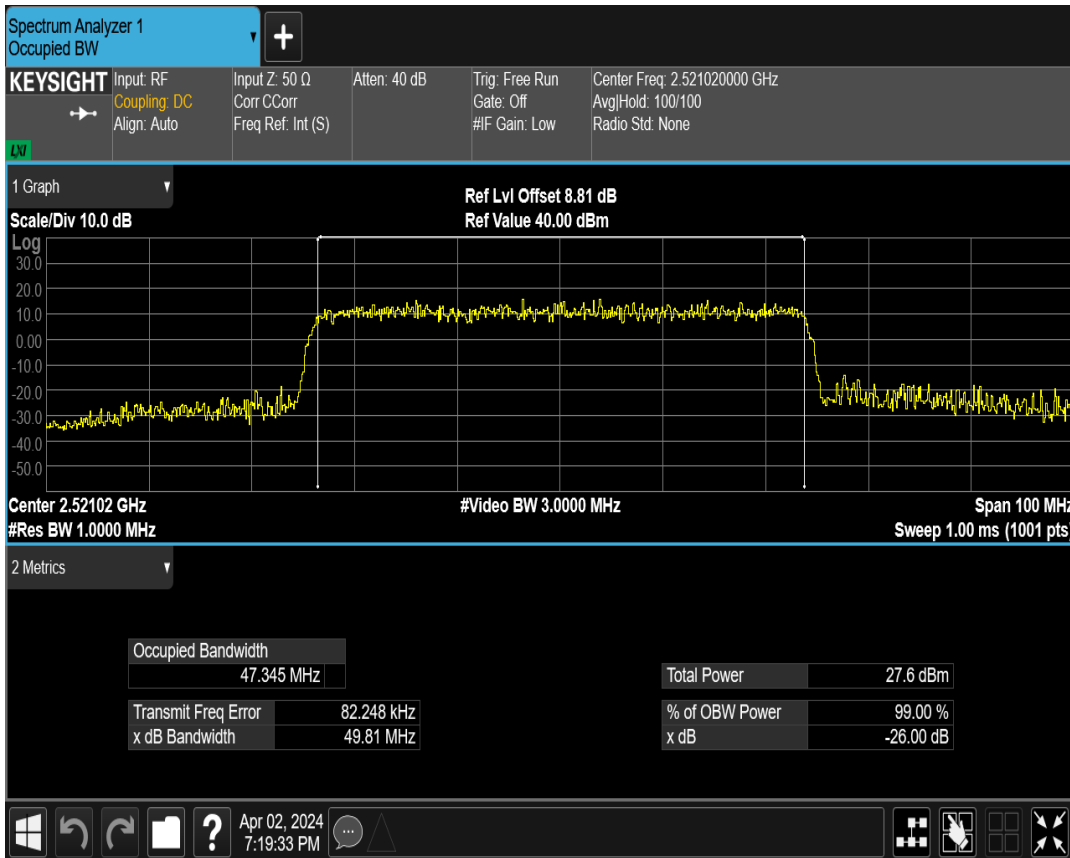 Spectrum Analyzer 1
Occupied BW
+
KEYSIGHT
LXI
Input: RF
Coupling: DC
Align: Auto
Input Z: 50 Ω
Corr CCorr
Freq Ref: Int (S)
Atten: 40 dB
Trig: Free Run
Gate: Off
#IF Gain: Low
Center Freq: 2.521020000 GHz
Avg|Hold: 100/100
Radio Std: None
1 Graph
Scale/Div 10.0 dB
Ref Lvl Offset 8.81 dB
Ref Value 40.00 dBm
Log
30.0
20.0
10.0
0.00
-10.0
-20.0
-30.0
-40.0
-50.0
Center 2.52102 GHz
#Video BW 3.0000 MHz
Span 100 MHz
#Res BW 1.0000 MHz
Sweep 1.00 ms (1001 pts)
2 Metrics
Occupied Bandwidth
47.345 MHz
Transmit Freq Error 82.248 kHz
x dB Bandwidth 49.81 MHz
Total Power 27.6 dBm
% of OBW Power 99.00 %
x dB -26.00 dB
?
Apr 02, 2024
7:19:33 PM